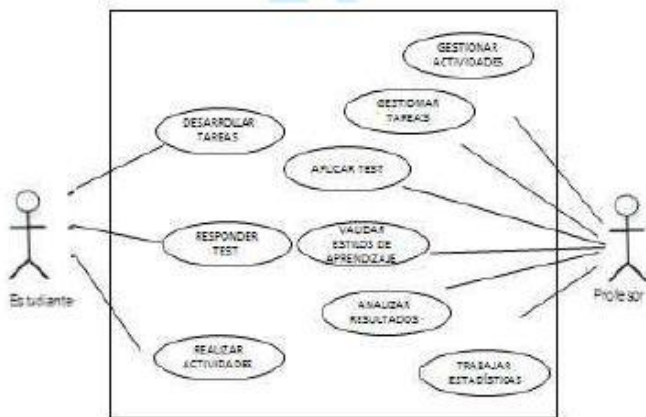 GESTIONAR
ACTIVIDADES
GESTIOMAR
TAREAS
DESARROLLAR
TAREAS
APLICAR TEST
RESPONDER
TEST
VALIDAR
ESTILOS DE
APRENDIZAJE
Estudiante
Profesor
ANALIZAR
RESULTADOS
REALIZAR
ACTIVIDADES
TRABAJAR
ESTADÍSTICAS